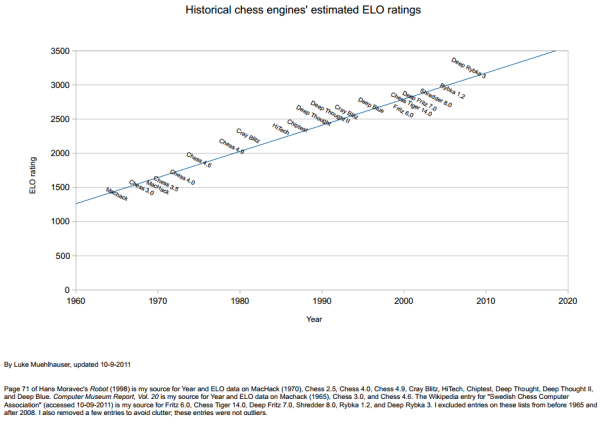 Historical chess engines' estimated ELO ratings
3500
3000
2500
2000
1500
1000
500
0
ELO rating
Machack
Chess 3.0
MacHack
Chess 3.5
Chess 4.0
Chess 4.6
Chess 4.9
Cray Blitz
HiTech
Chiptest
Deep Thought
Deep Thought II
Cray Blitz
Deep Blue
Fritz 6.0
Chess Tiger 14.0
Deep Fritz 7.0
Shredder 8.0
Rybka 1.2
Deep Rybka 3
1960
1970
1980
1990
2000
2010
2020
Year
By Luke Muehlhauser, updated 10-9-2011
Page 71 of Hans Moravec's Robot (1998) is my source for Year and ELO data on MacHack (1970), Chess 2.5, Chess 4.0, Chess 4.9, Cray Blitz, HiTech, Chiptest, Deep Thought, Deep Thought II,
and Deep Blue. Computer Museum Report, Vol. 20 is my source for Year and ELO data on Machack (1965), Chess 3.0, and Chess 4.6. The Wikipedia entry for "Swedish Chess Computer
Association" (accessed 10-09-2011) is my source for Fritz 6.0, Chess Tiger 14.0, Deep Fritz 7.0, Shredder 8.0, Rybka 1.2, and Deep Rybka 3. I excluded entries on these lists from before 1965 and
after 2008. I also removed a few entries to avoid clutter; these entries were not outliers.